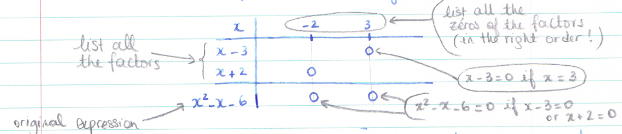 x -2 3
list all the zeros of the factors
(in the right order!)
list all
the factors
x-3 0
x+2 0
x-3=0 if x=3
x²-x-6 0 0
x²-x-6=0 if x-3=0
or x+2=0
original expression